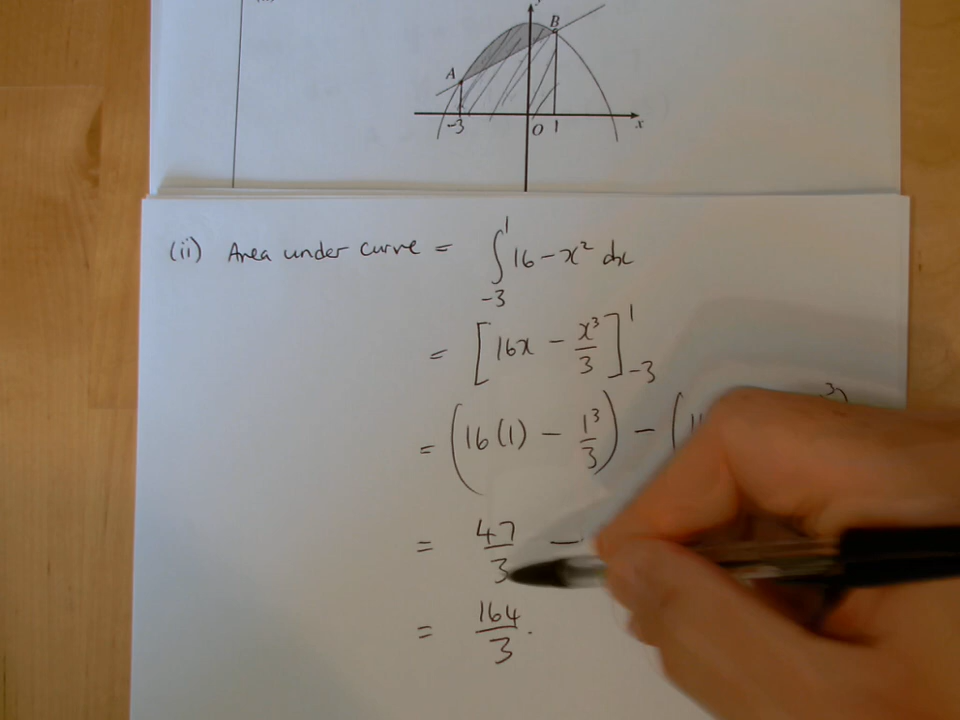 y
B
A
-3 O 1 x
(ii) Area under curve = ∫₋₃¹ 16 - x² dx
= [16x - x³/3]₋₃¹
= (16(1) - 1³/3) - (
= 47/3 -
= 164/3.